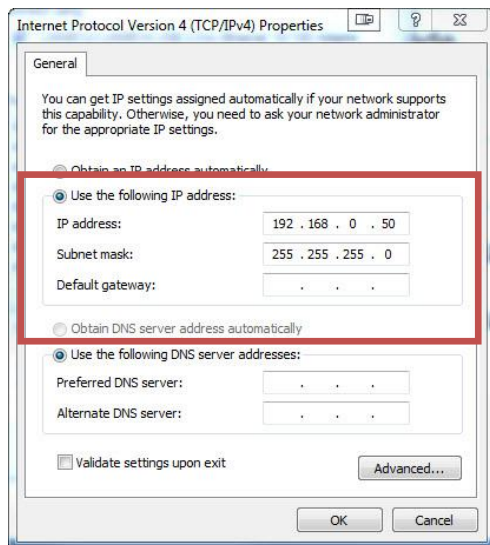 Internet Protocol Version 4 (TCP/IPv4) Properties
General
You can get IP settings assigned automatically if your network supports
this capability. Otherwise, you need to ask your network administrator
for the appropriate IP settings.
Obtain an IP address automatically
Use the following IP address:
IP address: 192 . 168 . 0 . 50
Subnet mask: 255 . 255 . 255 . 0
Default gateway: . . .
Obtain DNS server address automatically
Use the following DNS server addresses:
Preferred DNS server: . . .
Alternate DNS server: . . .
Validate settings upon exit
Advanced...
OK Cancel